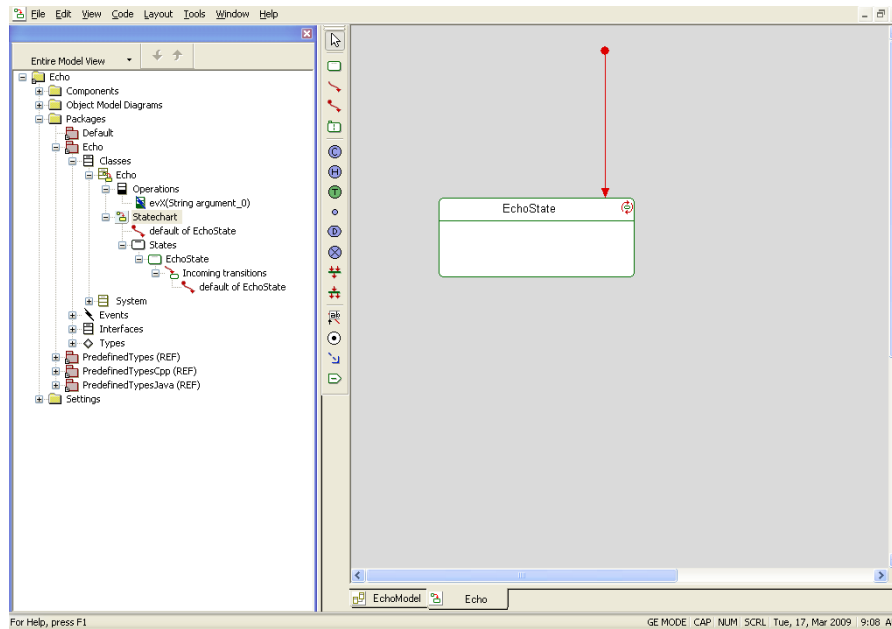 File Edit View Code Layout Tools Window Help
Entire Model View
Echo
Components
Object Model Diagrams
Packages
Default
Echo
Classes
Echo
Operations
evX(String argument_0)
Statechart
default of EchoState
States
EchoState
Incoming transitions
default of EchoState
System
Events
Interfaces
Types
PredefinedTypes (REF)
PredefinedTypesCpp (REF)
PredefinedTypesJava (REF)
Settings
C
H
T
D
ab
EchoState
EchoModel Echo
For Help, press F1 GE MODE CAP NUM SCRL Tue, 17, Mar 2009 9:08 A